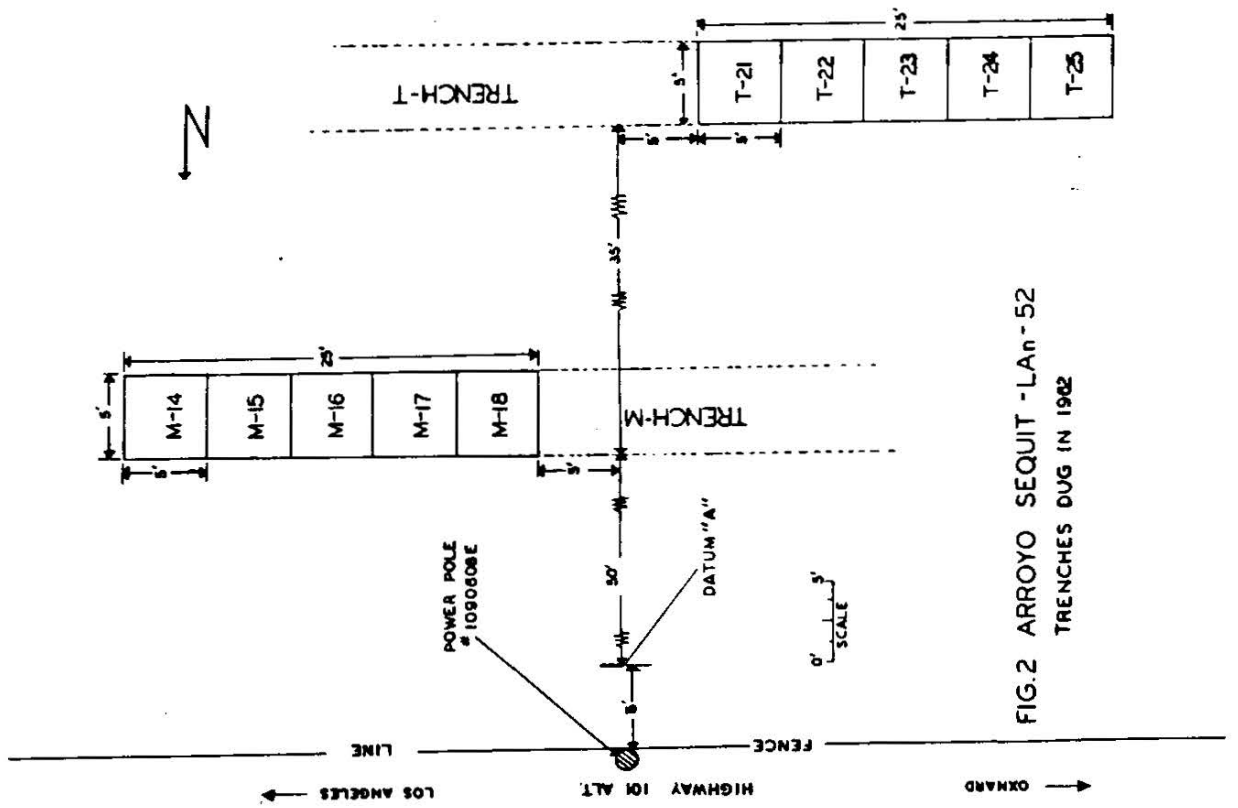 N
TRENCH-T
5'
25'
5'
5'
T-21
T-22
T-23
T-24
T-25
35'
5'
25'
5'
M-14
M-15
M-16
M-17
M-18
5'
TRENCH-M
50'
POWER POLE
# 1090608E
DATUM "A"
0' 5'
SCALE
LINE
FENCE
LOS ANGELES
HIGHWAY 101 ALT.
OXNARD
FIG. 2 ARROYO SEQUIT - LAn - 52
TRENCHES DUG IN 1962